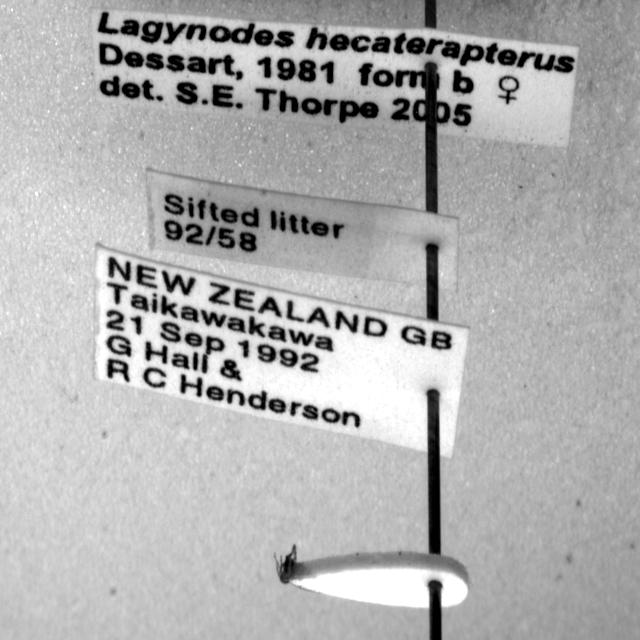 Lagynodes hecaterapterus
Dessart, 1981 form b ♀
det. S.E. Thorpe 2005
Sifted litter
92/58
NEW ZEALAND GB
Taikawakawa
21 Sep 1992
G Hall &
R C Henderson